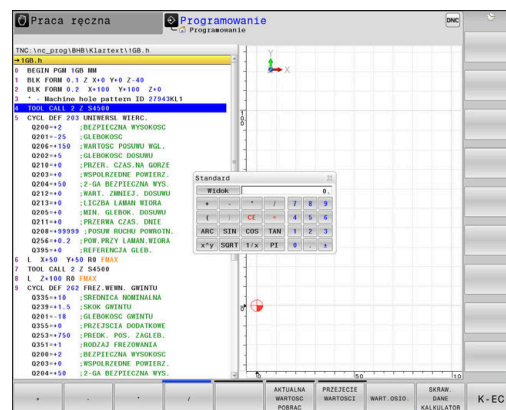 Praca ręczna
Programowanie
Programowanie
DNC
TNC:\nc_prog\BHB\Klartext\1GB.h
→1GB.h
0 BEGIN PGM 1GB MM
1 BLK FORM 0.1 Z X+0 Y+0 Z-40
2 BLK FORM 0.2 X+100 Y+100 Z+0
3 * - Machine hole pattern ID 27943KL1
4 TOOL CALL 2 Z S4500
5 CYCL DEF 203 UNIWERSL WIERC.
Q200=+2 ;BEZPIECZNA WYSOKOSC
Q201=-25 ;GLEBOKOSC
Q206=+150 ;WARTOSC POSUWU WGL.
Q202=+5 ;GLEBOKOSC DOSUWU
Q210=+0 ;PRZER. CZAS.NA GORZE
Q203=+0 ;WSPOLRZEDNE POWIERZ.
Q204=+50 ;2-GA BEZPIECZNA WYS.
Q212=+0 ;WART. ZMNIEJ. DOSUWU
Q213=+0 ;LICZBA LAMAN WIORA
Q205=+0 ;MIN. GLEBOK. DOSUWU
Q211=+0 ;PRZERWA CZAS. DNIE
Q208=+99999 ;POSUW RUCHU POWROTN.
Q256=+0.2 ;POW.PRZY LAMAN.WIORA
Q395=+0 ;REFERENCJA GLEB.
6 L X+50 Y+50 R0 FMAX
7 TOOL CALL 2 Z S4500
8 L Z+100 R0 FMAX
9 CYCL DEF 262 FREZ.WEWN. GWINTU
Q335=+10 ;SREDNICA NOMINALNA
Q239=+1.5 ;SKOK GWINTU
Q201=-18 ;GLEBOKOSC GWINTU
Q355=+0 ;PRZEJSCIA DODATKOWE
Q253=+750 ;PREDK. POS. ZAGLEB.
Q351=+1 ;RODZAJ FREZOWANIA
Q200=+2 ;BEZPIECZNA WYSOKOSC
Q203=+0 ;WSPOLRZEDNE POWIERZ.
Q204=+50 ;2-GA BEZPIECZNA WYS.
Y
X
100
0
0 50 10
Standard
Widok 0.
+ - * / 7 8 9
( ) CE = 4 5 6
ARC SIN COS TAN 1 2 3
x^y SQRT 1/x PI 0 . ±
+ - * /
AKTUALNA WARTOSC POBRAC
PRZEJECIE WARTOSCI
WART.OSIO.
SKRAW. DANE KALKULATOR
K-EC